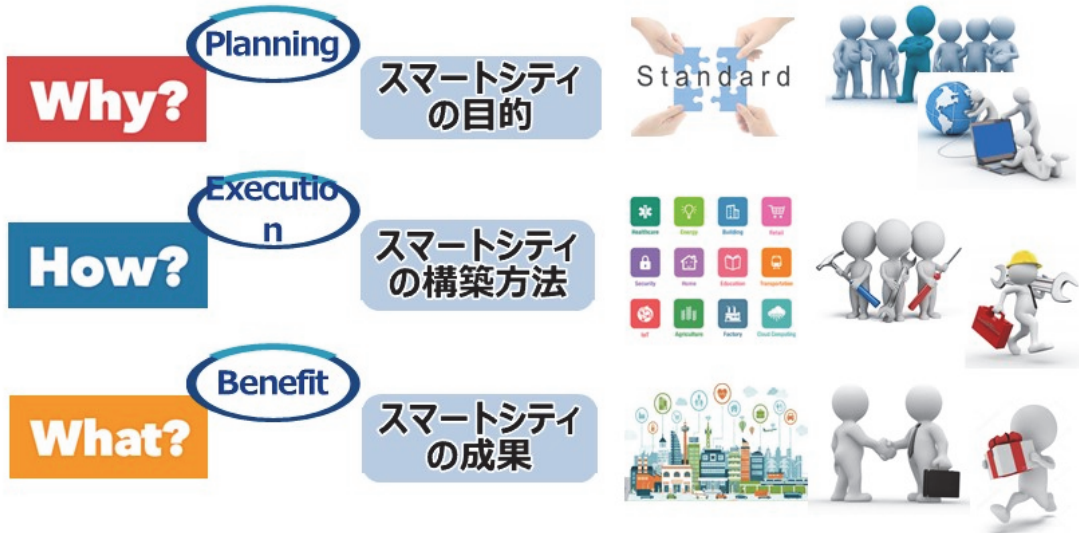 Planning
Why?
スマートシティ
の目的
Standard
Executio
n
How?
スマートシティ
の構築方法
Healthcare
Energy
Building
Retail
Security
Home
Education
Transportation
IoT
Agriculture
Factory
Cloud Computing
Benefit
What?
スマートシティ
の成果